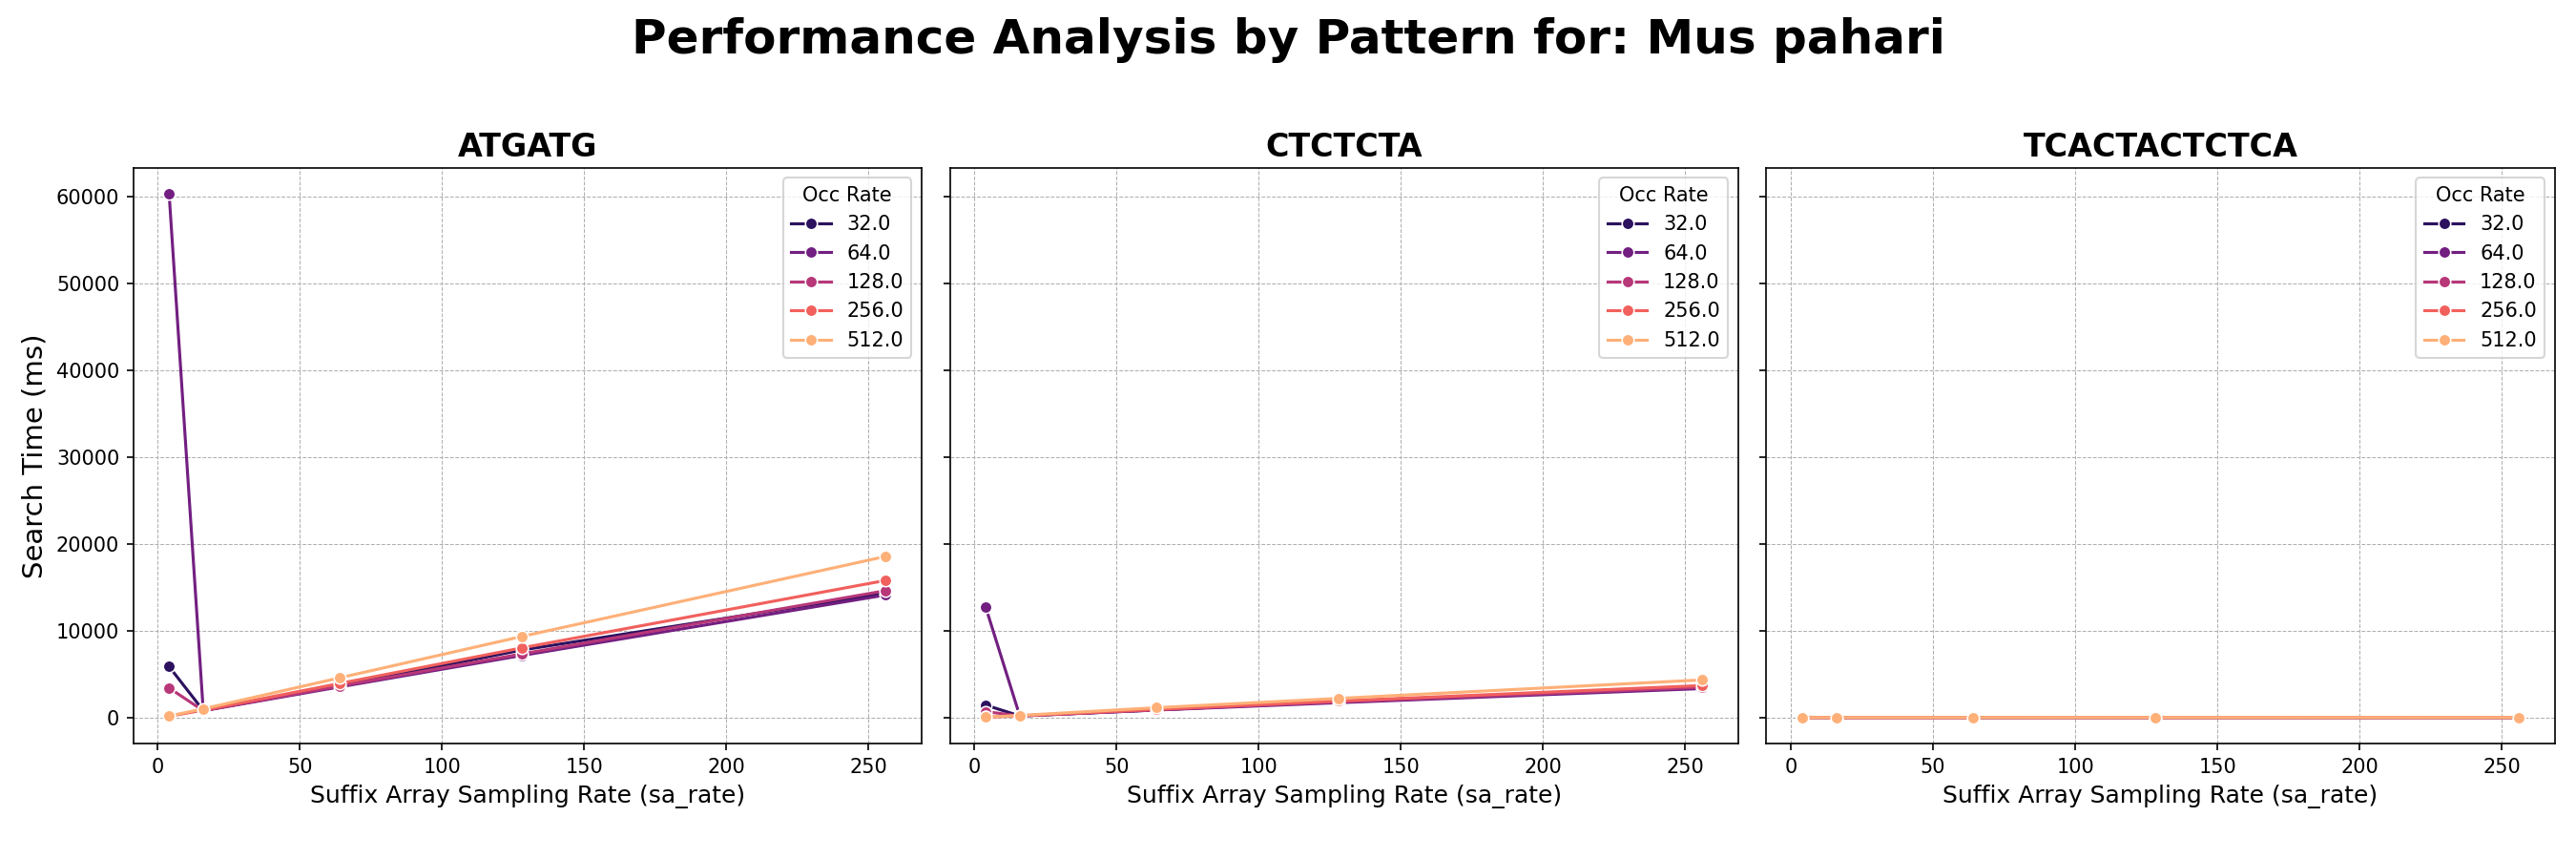 Performance Analysis by Pattern for: Mus pahari
ATGATG
Search Time (ms)
60000
50000
40000
30000
20000
10000
0
Occ Rate
32.0
64.0
128.0
256.0
512.0
0 50 100 150 200 250
Suffix Array Sampling Rate (sa_rate)
CTCTCTA
Occ Rate
32.0
64.0
128.0
256.0
512.0
0 50 100 150 200 250
Suffix Array Sampling Rate (sa_rate)
TCACTACTCTCA
Occ Rate
32.0
64.0
128.0
256.0
512.0
0 50 100 150 200 250
Suffix Array Sampling Rate (sa_rate)